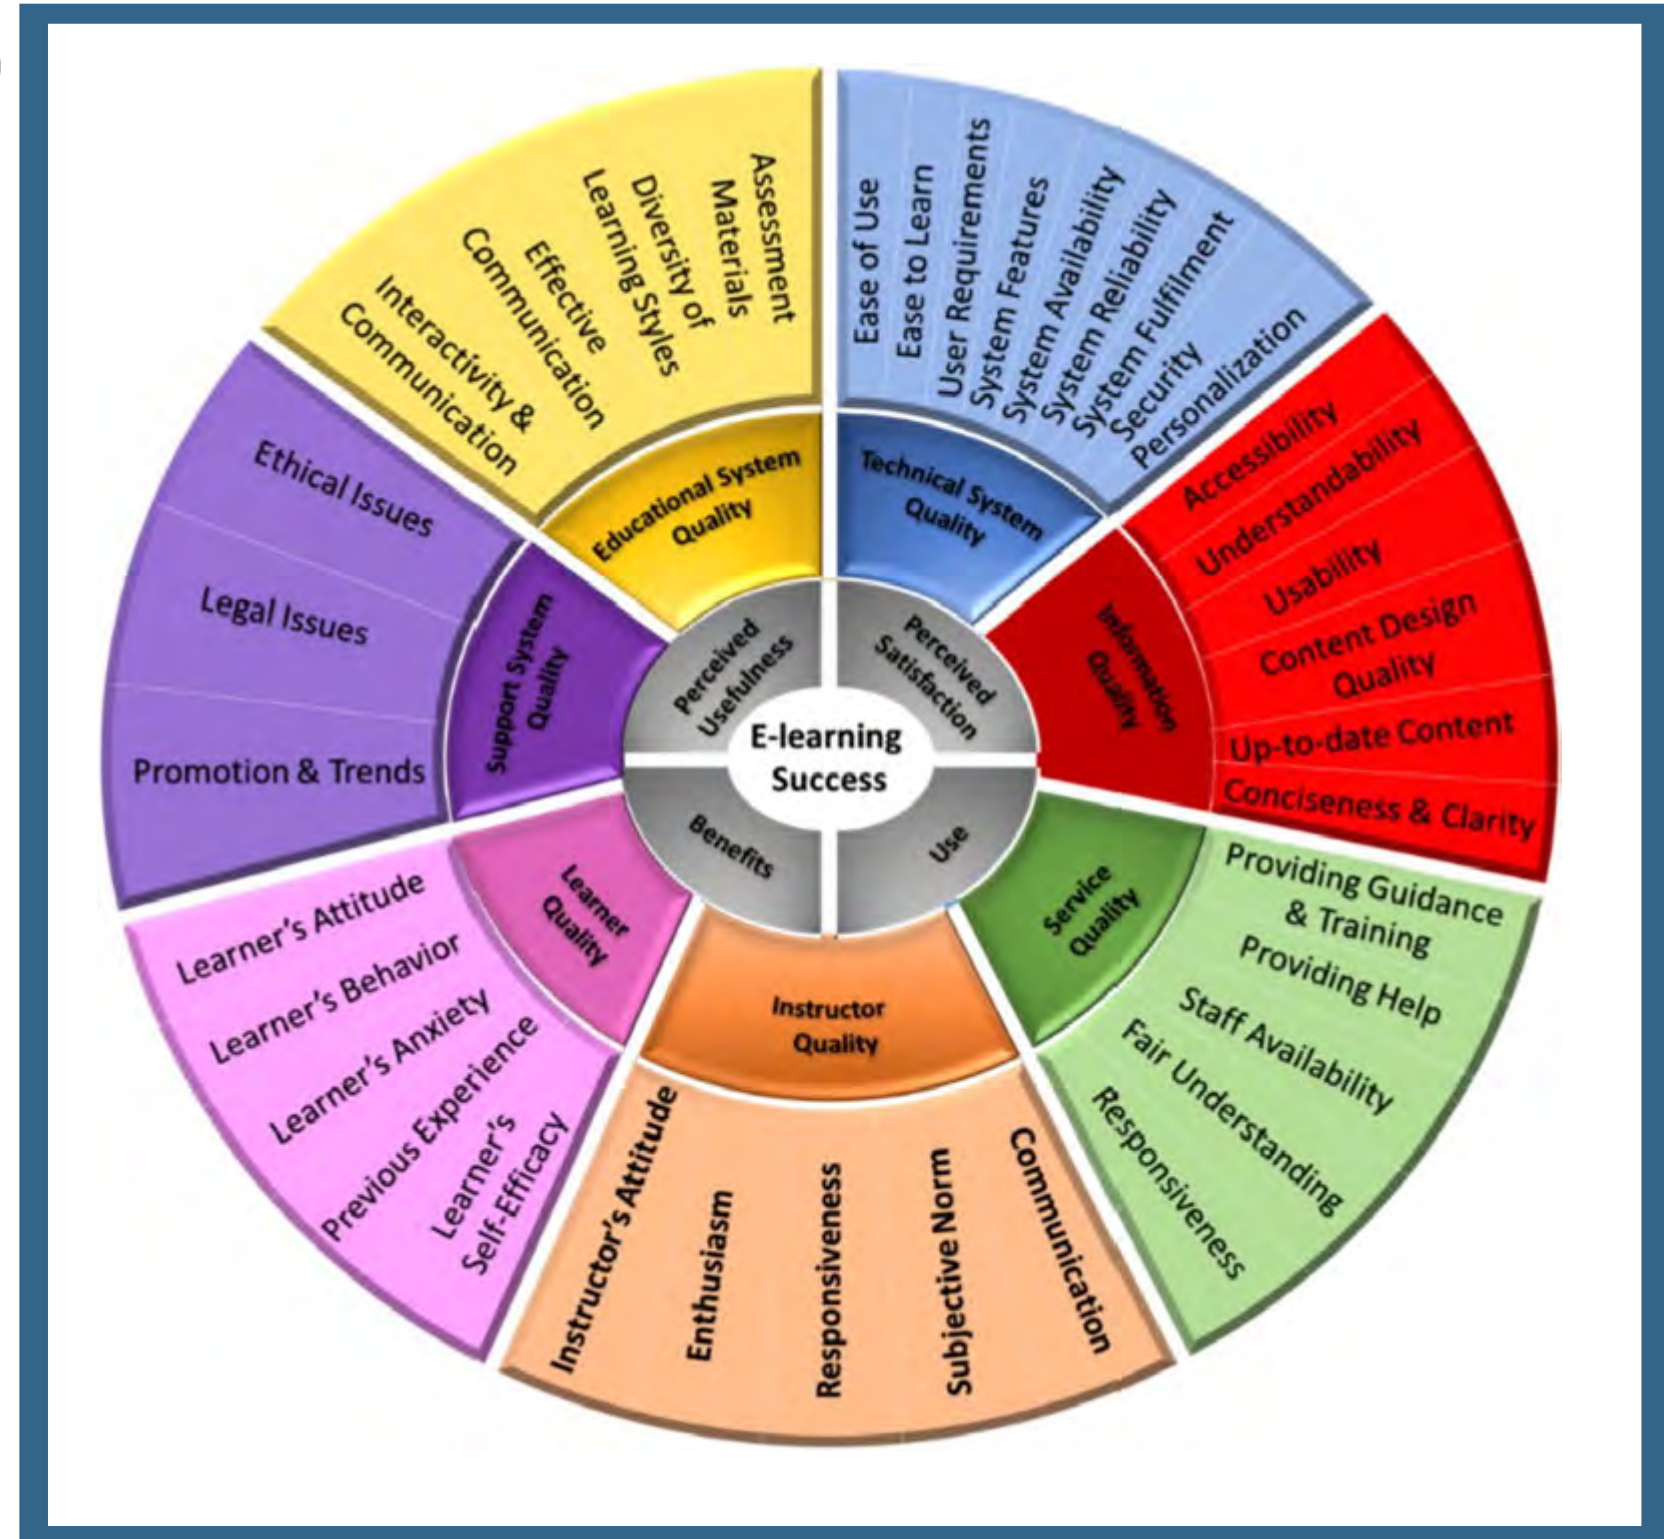 E-learning
Success
Perceived
Usefulness
Perceived
Satisfaction
Benefits
Use
Technical System
Quality
Ease of Use
Ease to Learn
User Requirements
System Features
System Availability
System Reliability
System Fulfilment
Security
Personalization
Information
Quality
Accessibility
Understandability
Usability
Content Design
Quality
Up-to-date Content
Conciseness & Clarity
Service
Quality
Providing Guidance
& Training
Providing Help
Staff Availability
Fair Understanding
Responsiveness
Instructor
Quality
Instructor's Attitude
Enthusiasm
Responsiveness
Subjective Norm
Communication
Learner
Quality
Learner's Attitude
Learner's Behavior
Learner's Anxiety
Previous Experience
Learner's
Self-Efficacy
Support System
Quality
Ethical Issues
Legal Issues
Promotion & Trends
Educational System
Quality
Interactivity &
Communication
Effective
Communication
Diversity of
Learning Styles
Assessment
Materials